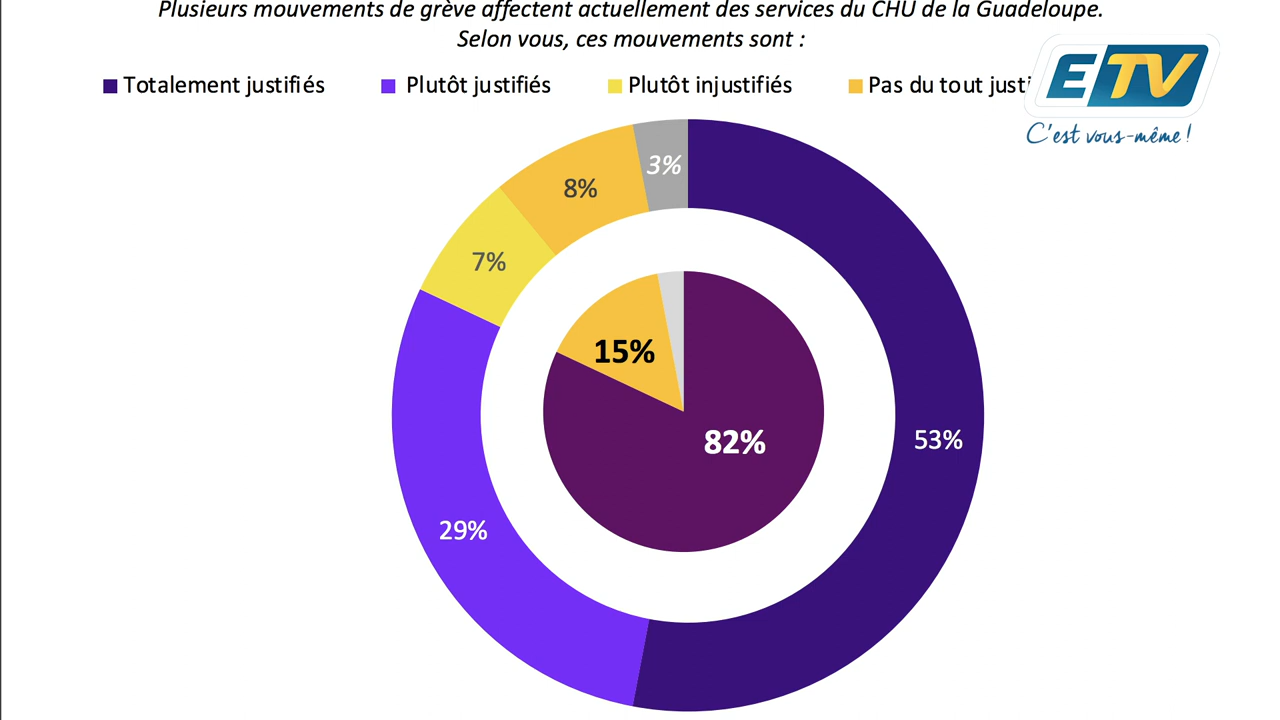 Plusieurs mouvements de grève affectent actuellement des services du CHU de la Guadeloupe.
Selon vous, ces mouvements sont :
Totalement justifiés Plutôt justifiés Plutôt injustifiés Pas du tout justi
ETV
C'est vous-même !
3%
8%
7%
15%
82%
53%
29%